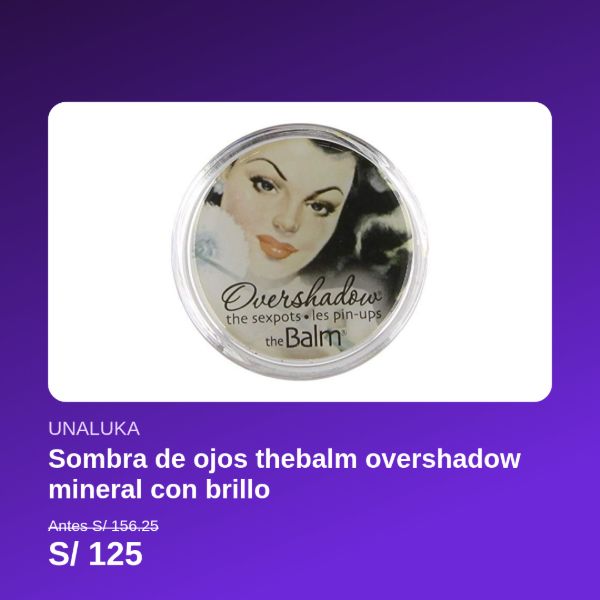 Overshadow®
the sexpots • les pin-ups
theBalm®
UNALUKA
Sombra de ojos thebalm overshadow
mineral con brillo
Antes S/ 156.25
S/ 125